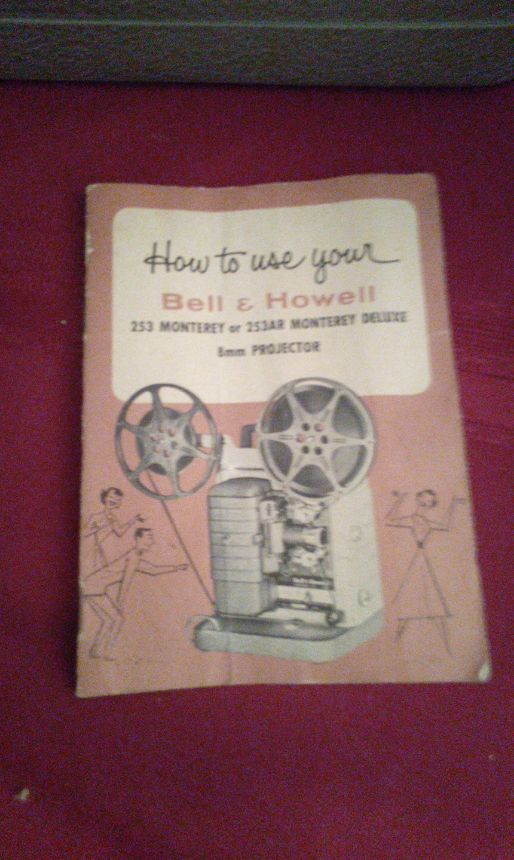 How to use your
Bell & Howell
253 MONTEREY or 253AR MONTEREY DELUXE
8mm PROJECTOR